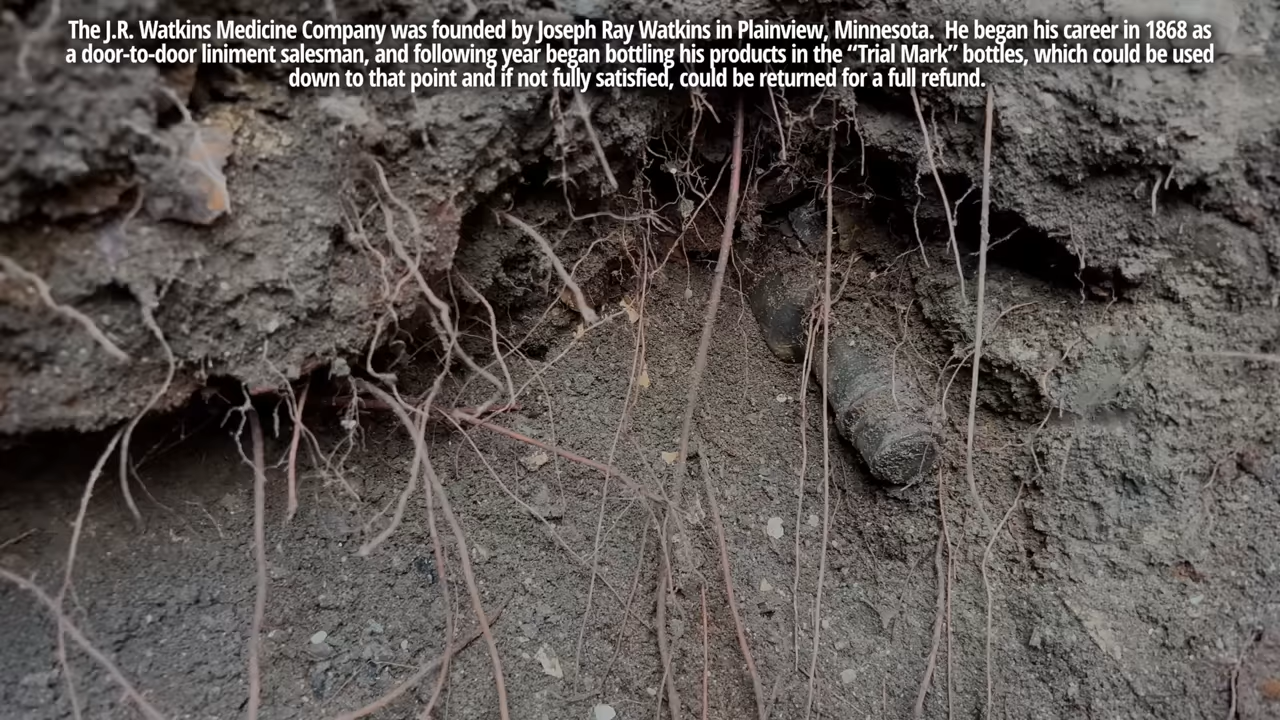 The J.R. Watkins Medicine Company was founded by Joseph Ray Watkins in Plainview, Minnesota. He began his career in 1868 as
a door-to-door liniment salesman, and following year began bottling his products in the “Trial Mark” bottles, which could be used
down to that point and if not fully satisfied, could be returned for a full refund.